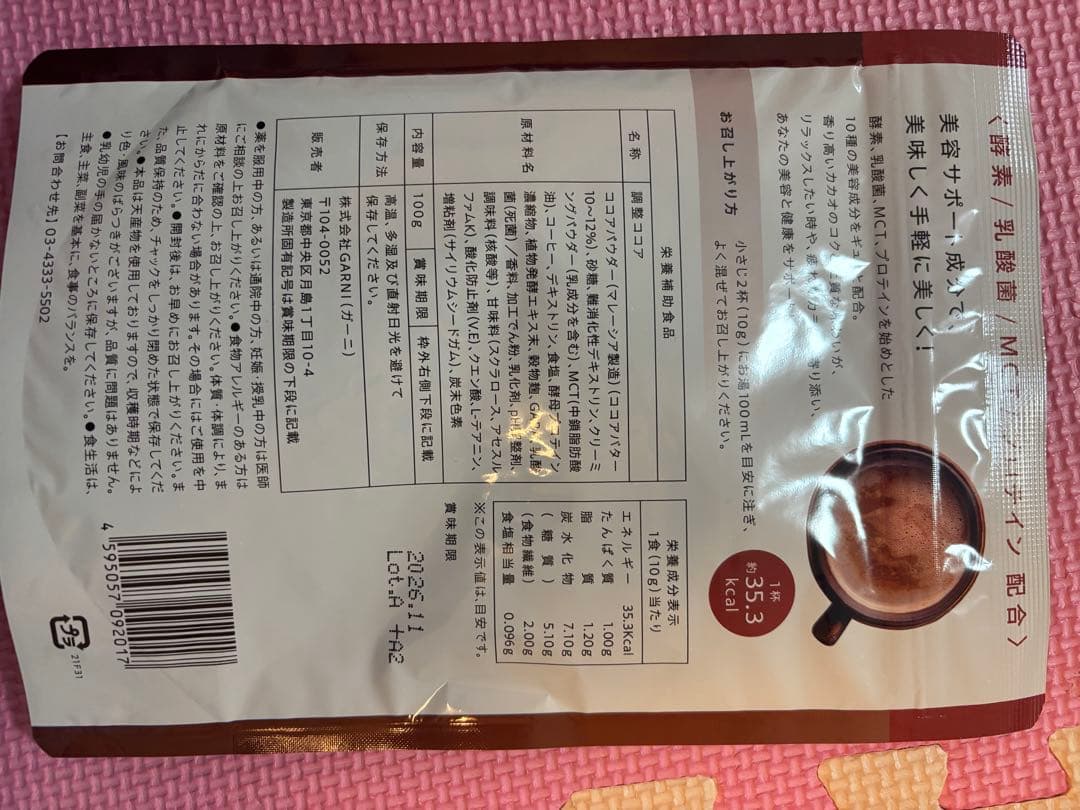 〈酵素/乳酸菌/MCT/プロテイン 配合〉
美容サポート成分で、
美味しく手軽に美しく!
酵素、乳酸菌、MCT、プロテインを始めとした
10種の美容成分をギュ 配合。
香り高いカカオのコク 上質な いが、
リラックスしたい時や、疲れ 寄り添い、
あなたの美容と健康をサポー
お召し上がり方
小さじ2杯(10g)にお湯100mLを目安に注ぎ、
よく混ぜてお召し上がりください。
1杯
約35.3
kcal
栄養補助食品
名称 調整ココア
原材料名 ココアパウダー(マレーシア製造)(ココアバター
10～12%)、砂糖、難消化性デキストリン、クリーミ
ングパウダー(乳成分を含む)、MCT(中鎖脂肪酸
油)、コーヒー、デキストリン、食塩、酵母 テイン
濃縮物、植物発酵エキス末、穀物麹、 乳酸
菌(死菌)/香料、加工でん粉、乳化剤、pH調整剤、
調味料(核酸等)、甘味料(スクラロース、アセスル
ファムK)、酸化防止剤(V.E)、クエン酸、L-テアニン、
増粘剤(サイリウムシードガム)、炭末色素
内容量 100g 賞味期限 枠外右側下段に記載
保存方法 高温、多湿及び直射日光を避けて
保存してください。
販売者 株式会社GARNI(ガーニ)
〒104-0052
東京都中央区月島1丁目10-4
製造所固有記号は賞味期限の下段に記載
栄養成分表示
1食(10g)当たり
エネルギー 35.3Kcal
たんぱく質 1.00g
脂質 1.20g
炭水化物 7.10g
(糖質) 5.10g
(食物繊維) 2.00g
食塩相当量 0.096g
※この表示値は、目安です。
賞味期限
2026.11
Lot.A +A2
●薬を服用中の方、あるいは通院中の方、妊娠・授乳中の方は医師
にご相談の上お召し上がりください。●食物アレルギーのある方は
原材料をご確認の上、お召し上がりください。体質・体調により、ま
れにからだに合わない場合があります。その場合にはご使用を中
止してください。●開封後は、お早めにお召し上がりください。ま
た、品質保持のため、チャックをしっかり閉めた状態で保存してくだ
さい。●本品は天産物を使用しておりますので、収穫時期などによ
り色、風味のばらつきがございますが、品質に問題はありません。
●乳幼児の手の届かないところに保存してください。●食生活は、
主食、主菜、副菜を基本に、食事のバランスを。
【お問合わせ先】03-4333-5502
4 595057 092017
プラ
21F31